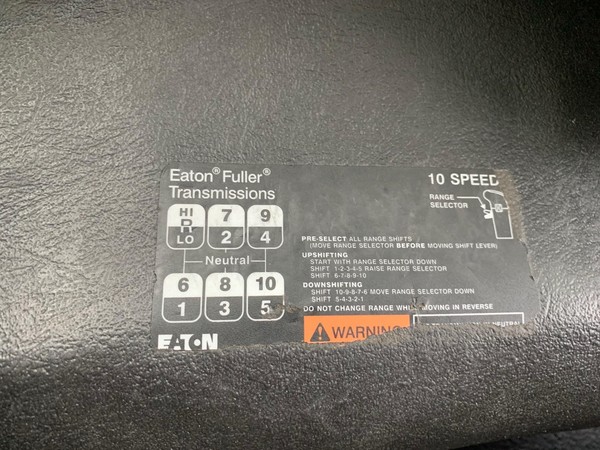 Eaton® Fuller®
Transmissions
10 SPEED
RANGE
SELECTOR
HI 7 9
R
LO 2 4
Neutral
6 8 10
1 3 5
PRE-SELECT ALL RANGE SHIFTS
(MOVE RANGE SELECTOR BEFORE MOVING SHIFT LEVER)
UPSHIFTING
START WITH RANGE SELECTOR DOWN
SHIFT 1-2-3-4-5 RAISE RANGE SELECTOR
SHIFT 6-7-8-9-10
DOWNSHIFTING
SHIFT 10-9-8-7-6 MOVE RANGE SELECTOR DOWN
SHIFT 5-4-3-2-1
DO NOT CHANGE RANGE WHILE MOVING IN REVERSE
WARNING
EATON